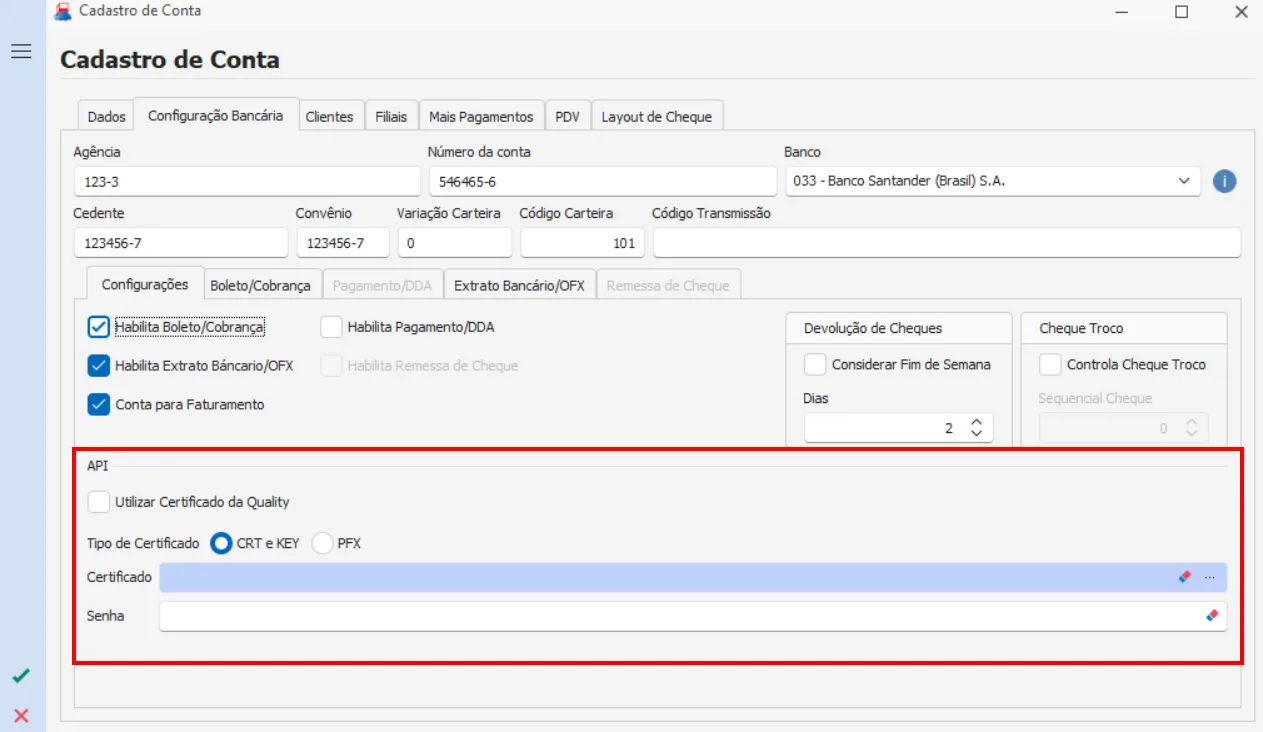 Cadastro de Conta
Cadastro de Conta
Dados Configuração Bancária Clientes Filiais Mais Pagamentos PDV Layout de Cheque
Agência Número da conta Banco
123-3 546465-6 033 - Banco Santander (Brasil) S.A. i
Cedente Convênio Variação Carteira Código Carteira Código Transmissão
123456-7 123456-7 0 101
Configurações Boleto/Cobrança Pagamento/DDA Extrato Bancário/OFX Remessa de Cheque
Habilita Boleto/Cobrança Habilita Pagamento/DDA Devolução de Cheques Cheque Troco
Habilita Extrato Báncario/OFX Habilita Remessa de Cheque Considerar Fim de Semana Controla Cheque Troco
Conta para Faturamento Dias Sequencial Cheque
2 0
API
Utilizar Certificado da Quality
Tipo de Certificado CRT e KEY PFX
Certificado ...
Senha